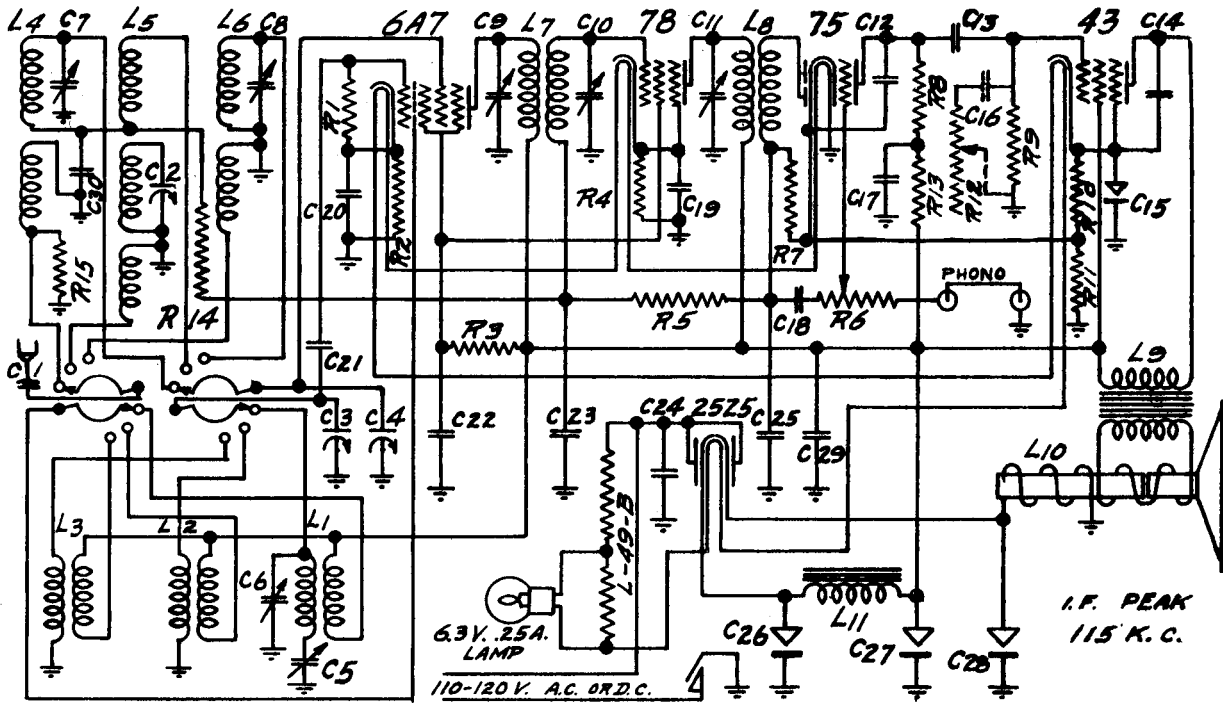 L4 C7 L5 L6 C8 6A7 C9 L7 C10 78 C11 L8 75 C12 C13 43 C14
R1 R8 C16 R9
C30 C2 C20 R2 R4 C19 C17 R13 R12 R10 C15
R15 R14 R7 R11
PHONO
R5 C18 R6
R3 C21 L9
C1
C3 C4 C22 C23 C24 25Z5 C25 C29
L10
L3 L2 L1 L-49-B
C6
L11
I.F. PEAK
115 K.C.
6.3V. .25A.
LAMP
C5 C26 C27 C28
110-120 V. A.C. OR D.C.